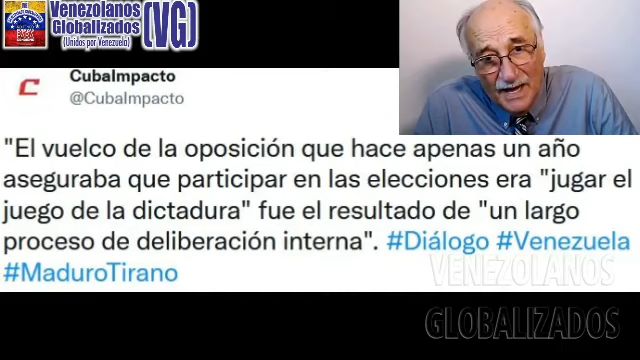 Venezolanos
Globalizados
(Unidos por Venezuela)
(VG)
CubaImpacto
@CubaImpacto
"El vuelco de la oposición que hace apenas un año
aseguraba que participar en las elecciones era "jugar el
juego de la dictadura" fue el resultado de "un largo
proceso de deliberación interna". #Diálogo #Venezuela
#MaduroTirano
VENEZOLANOS
GLOBALIZADOS